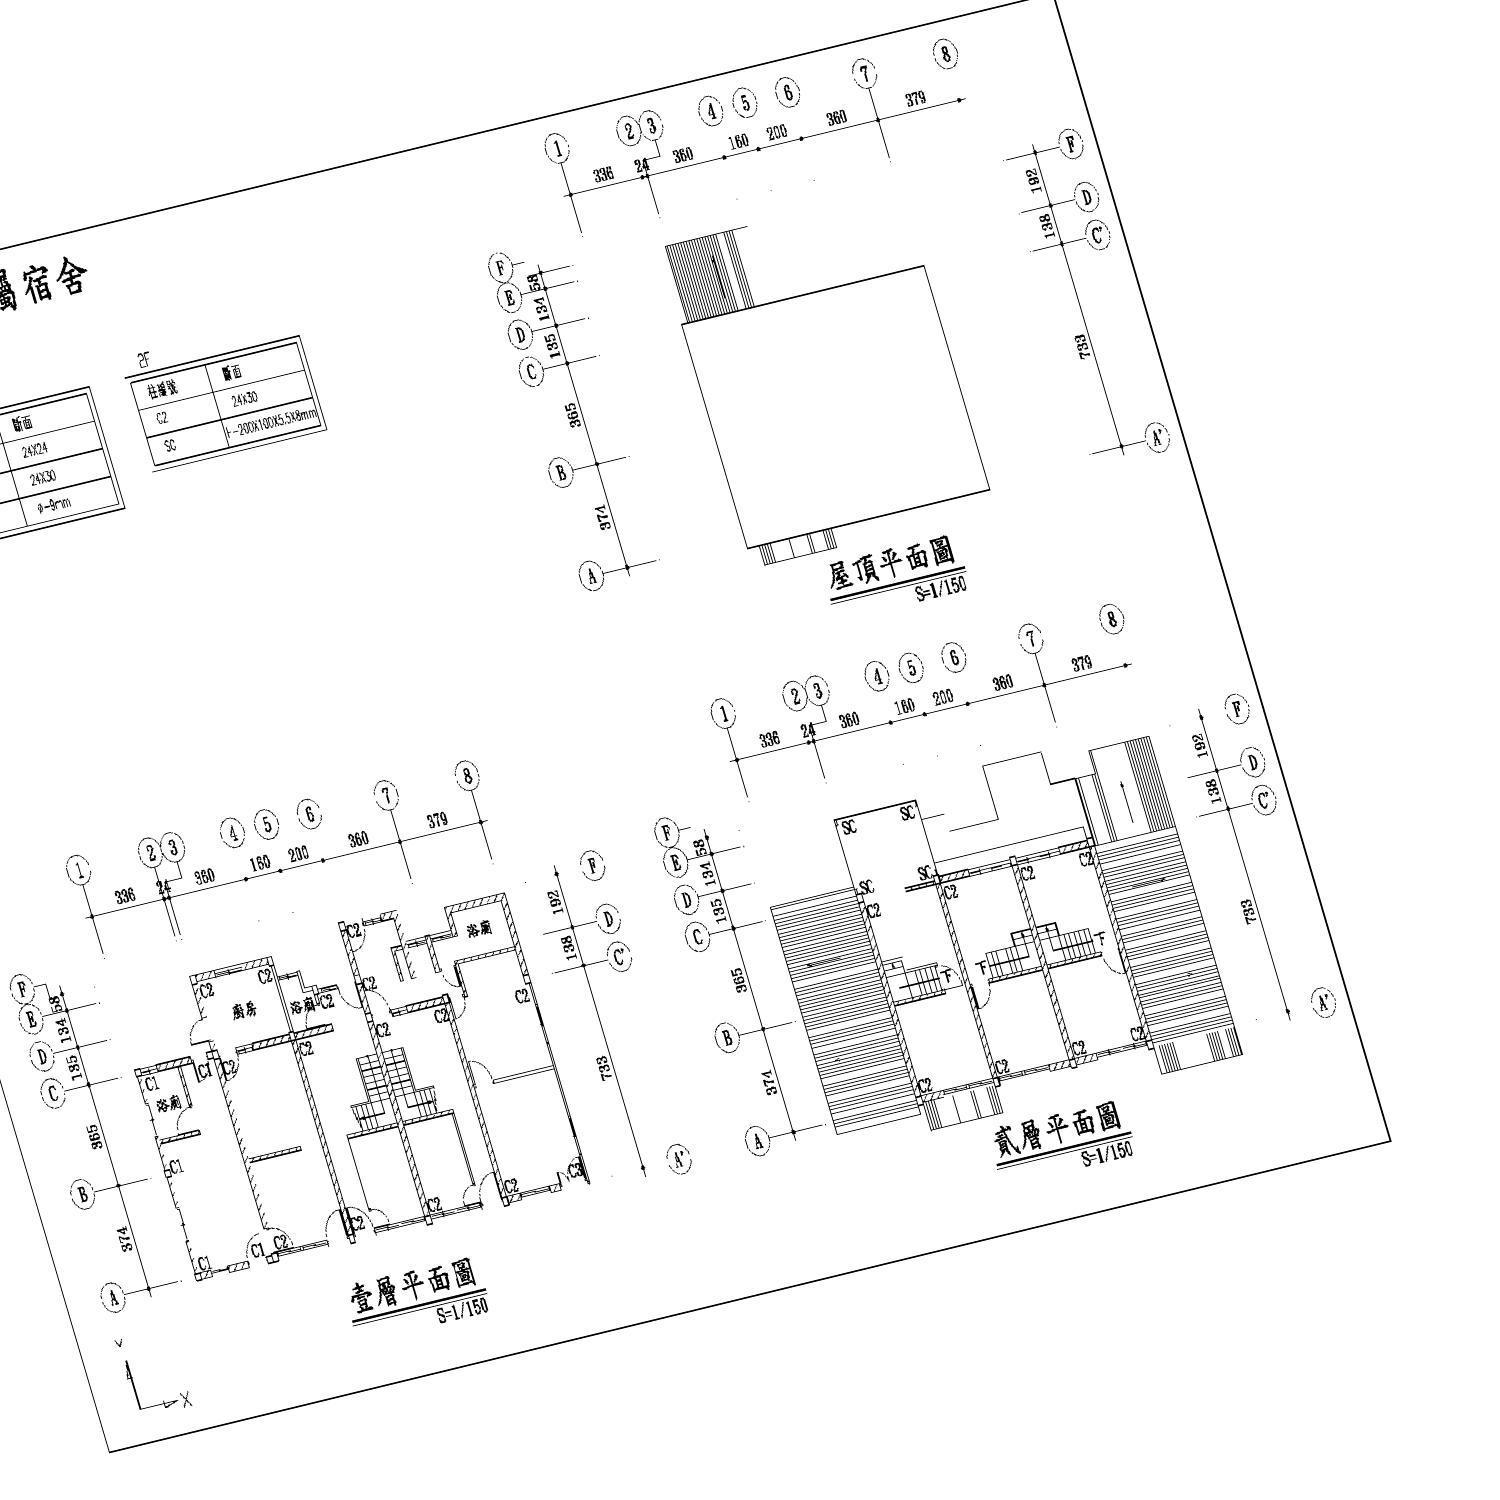 宿舍
斷面
24X24
24X30
ø-9mm
2F
柱編號 斷面
C2 24X30
SC H-200X100X5.5X8mm
1 2 3 4 5 6 7 8
336 24 360 160 200 360 379
F E D C B A
58 134 135 365 374
F D C' A'
192 138 733
屋頂平面圖
S=1/150
1 2 3 4 5 6 7 8
336 24 360 160 200 360 379
F E D C B A
58 134 135 365 374
F D C' A'
192 138 733
SC SC
SC C2 C2 C2
SC
C2
下 下 下
C2 C2 C2 C2
貳層平面圖
S=1/150
1 2 3 4 5 6 7 8
336 24 360 160 200 360 379
F E D C B A
58 134 135 365 374
F D C' A'
192 138 733
C2 浴廁
C2 C2 廚房 浴廁 C2 C2 C2 C2
C1 C1 C2 C2 C2
浴廁
C1
C1 C1 C2 C2 C2 C2 C3
壹層平面圖
S=1/150
X